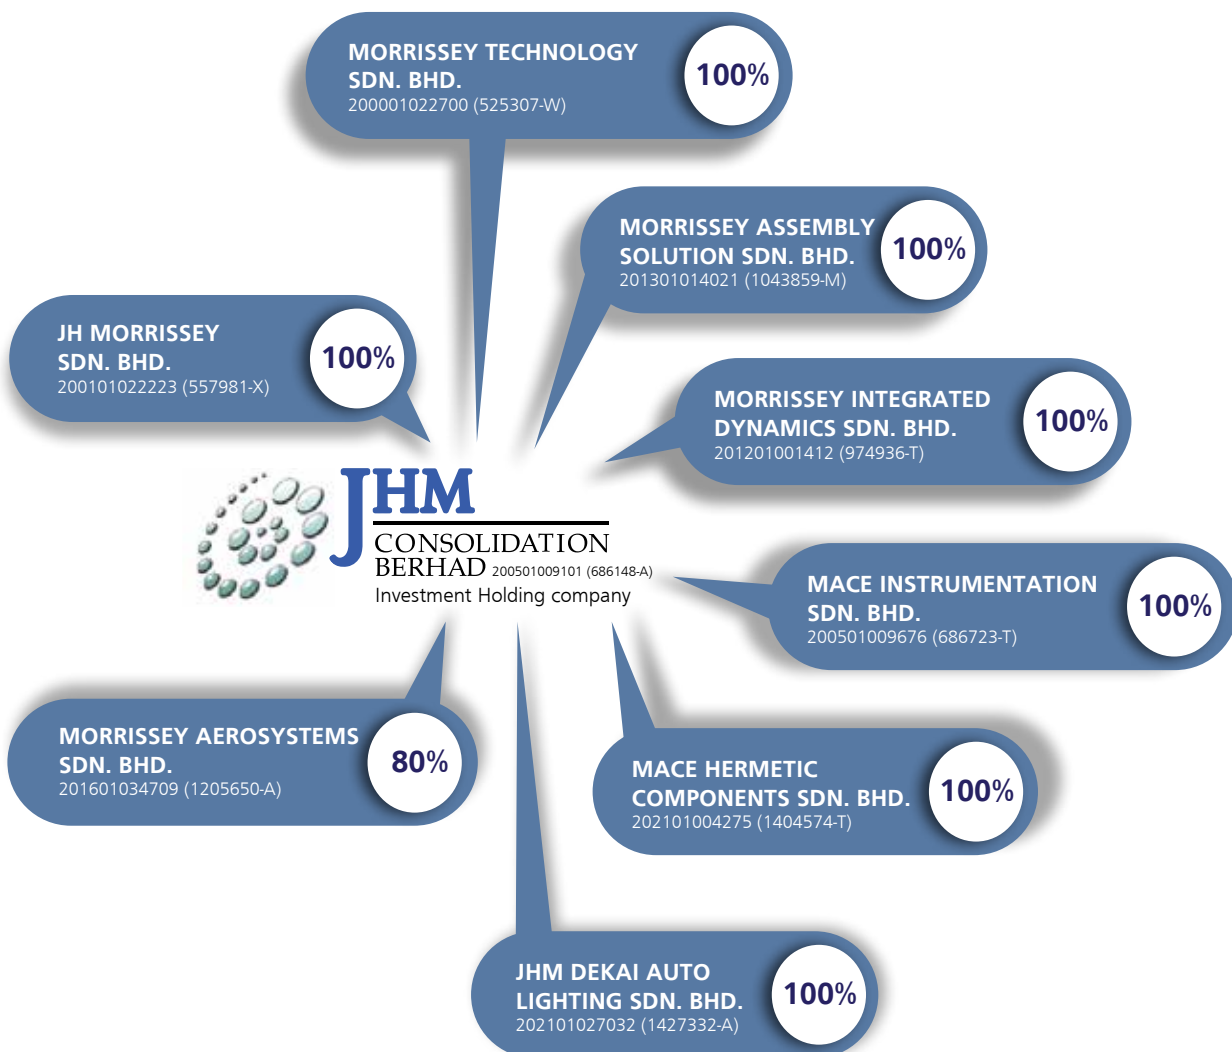 MORRISSEY TECHNOLOGY
SDN. BHD.
200001022700 (525307-W)
100%
MORRISSEY ASSEMBLY
SOLUTION SDN. BHD.
201301014021 (1043859-M)
100%
JH MORRISSEY
SDN. BHD.
200101022223 (557981-X)
100%
MORRISSEY INTEGRATED
DYNAMICS SDN. BHD.
201201001412 (974936-T)
100%
JHM
CONSOLIDATION
BERHAD 200501009101 (686148-A)
Investment Holding company
MACE INSTRUMENTATION
SDN. BHD.
200501009676 (686723-T)
100%
MORRISSEY AEROSYSTEMS
SDN. BHD.
201601034709 (1205650-A)
80%
MACE HERMETIC
COMPONENTS SDN. BHD.
202101004275 (1404574-T)
100%
JHM DEKAI AUTO
LIGHTING SDN. BHD.
202101027032 (1427332-A)
100%